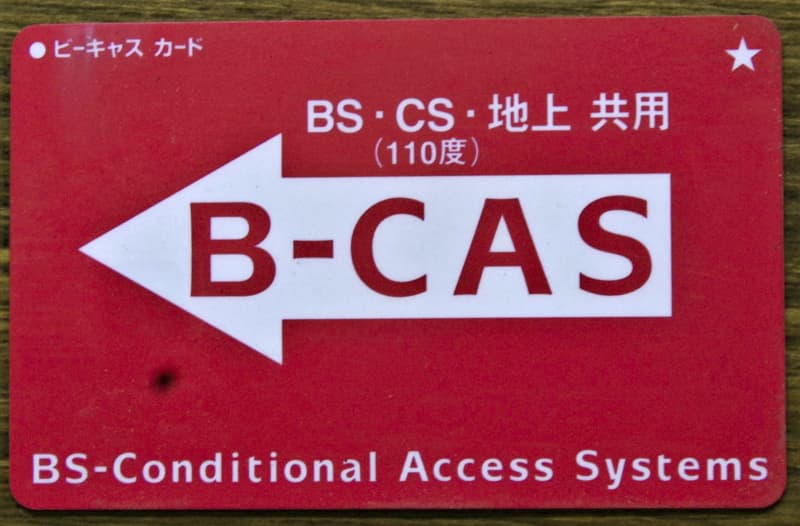 ●ビーキャス カード
★
BS・CS・地上 共用
(110度)
B-CAS
BS-Conditional Access Systems